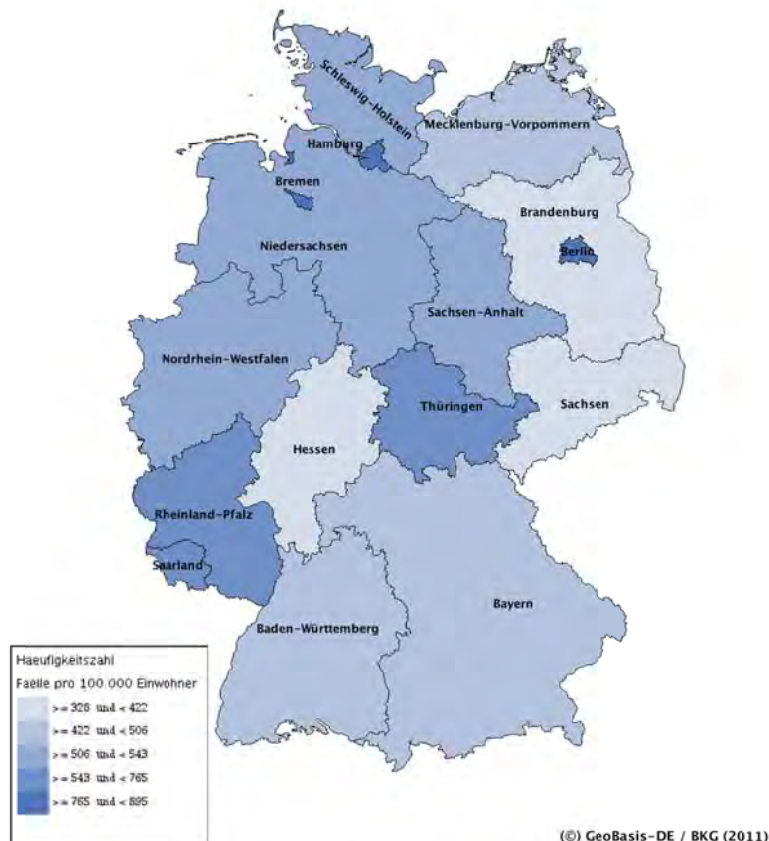 Schleswig-Holstein
Mecklenburg-Vorpommern
Hamburg
Bremen
Brandenburg
Berlin
Niedersachsen
Sachsen-Anhalt
Nordrhein-Westfalen
Thüringen
Sachsen
Hessen
Rheinland-Pfalz
Saarland
Bayern
Baden-Württemberg
Haeufigkeitszahl
Faelle pro 100.000 Einwohner
>= 328 und < 422
>= 422 und < 506
>= 506 und < 543
>= 543 und < 765
>= 765 und < 895
(©) GeoBasis-DE / BKG (2011)